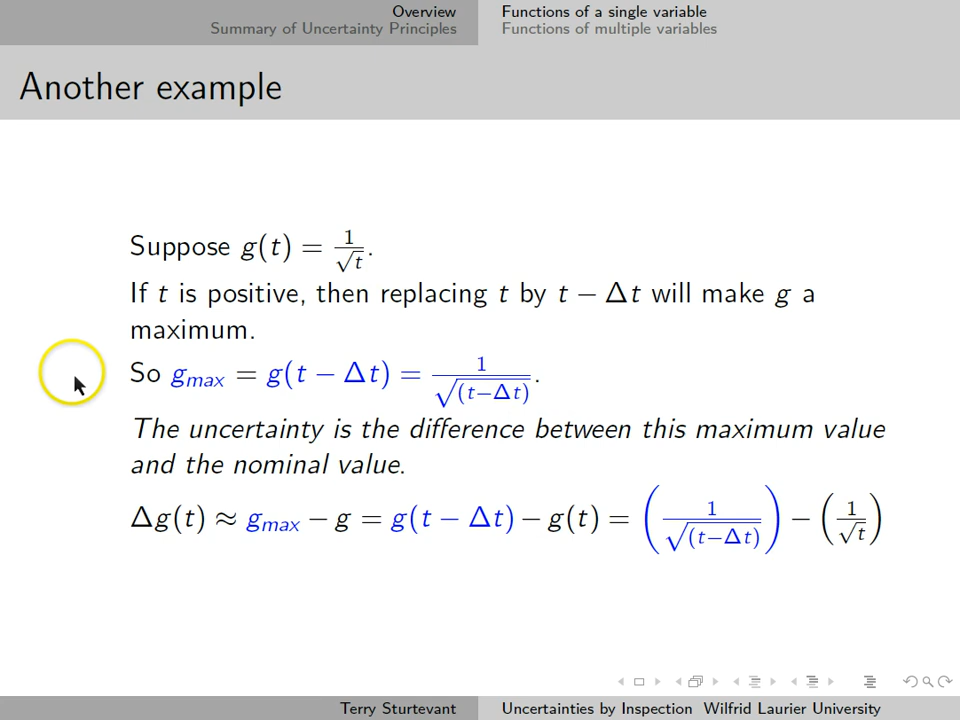 Overview
Summary of Uncertainty Principles
Functions of a single variable
Functions of multiple variables
Another example
Suppose g(t) = 1/√t.
If t is positive, then replacing t by t − Δt will make g a
maximum.
So gmax = g(t − Δt) = 1/√(t−Δt).
The uncertainty is the difference between this maximum value
and the nominal value.
Δg(t) ≈ gmax − g = g(t − Δt) − g(t) = (1/√(t−Δt)) − (1/√t)
Terry Sturtevant
Uncertainties by Inspection Wilfrid Laurier University